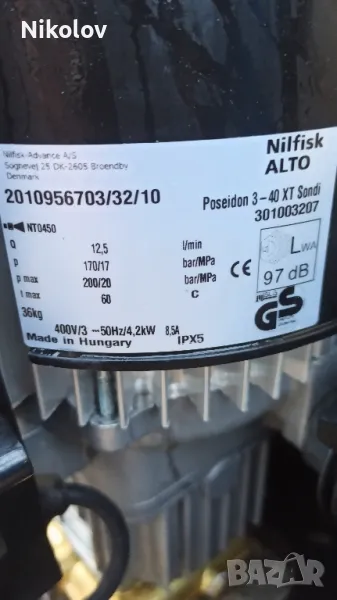 Nikolov
Nilfisk-Advance A/S
Sognevej 25 DK-2605 Broendby
Denmark
Nilfisk
ALTO
2010956703/32/10
Poseidon 3-40 XT Sondi
301003207
NT0450
Q 12,5 l/min
p 170/17 bar/MPa
p max 200/20 bar/MPa
t max 60 C
36kg
CE
LWA
97 dB
GS
400V/3 ~50Hz/4,2kW 8,5A
Made in Hungary IPX5
BAZAR